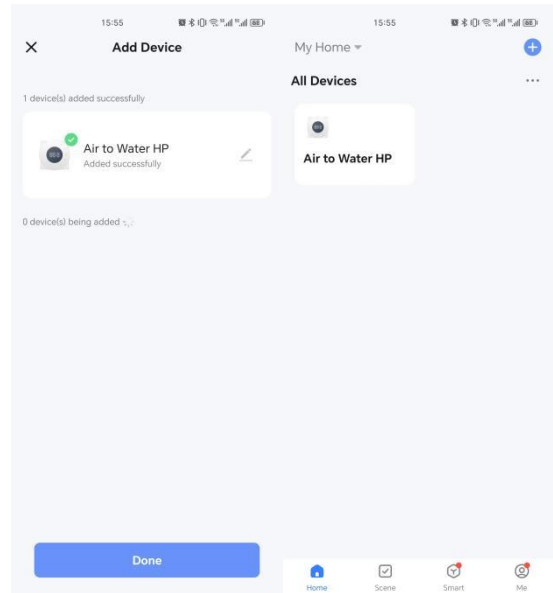 15:55
Add Device
1 device(s) added successfully
Air to Water HP
Added successfully
0 device(s) being added
Done
15:55
My Home
All Devices
Air to Water HP
Home Scene Smart Me